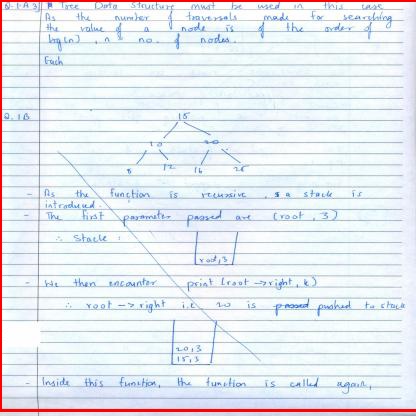 Q.1 A 3] A Tree Data Structure must be used in this case
As the number of traversals made for searching
the value of a node is of the order of
log(n) , n = no. of nodes.
Each
Q.1B
15
10 20
8 12 16 25
- As the function is recursive , a stack is
introduced.
- The first parameter passed are (root , 3)
∴ Stack :
root,3
- We then encounter print (root → right, k)
∴ root → right i.e 20 is passed pushed to stack
20,3
15,3
- Inside this function, the function is called again,